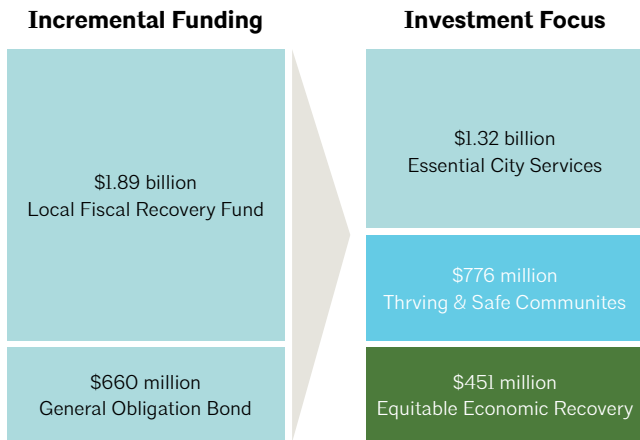 Incremental Funding
$1.89 billion
Local Fiscal Recovery Fund
$660 million
General Obligation Bond
Investment Focus
$1.32 billion
Essential City Services
$776 million
Thrving & Safe Communites
$451 million
Equitable Economic Recovery